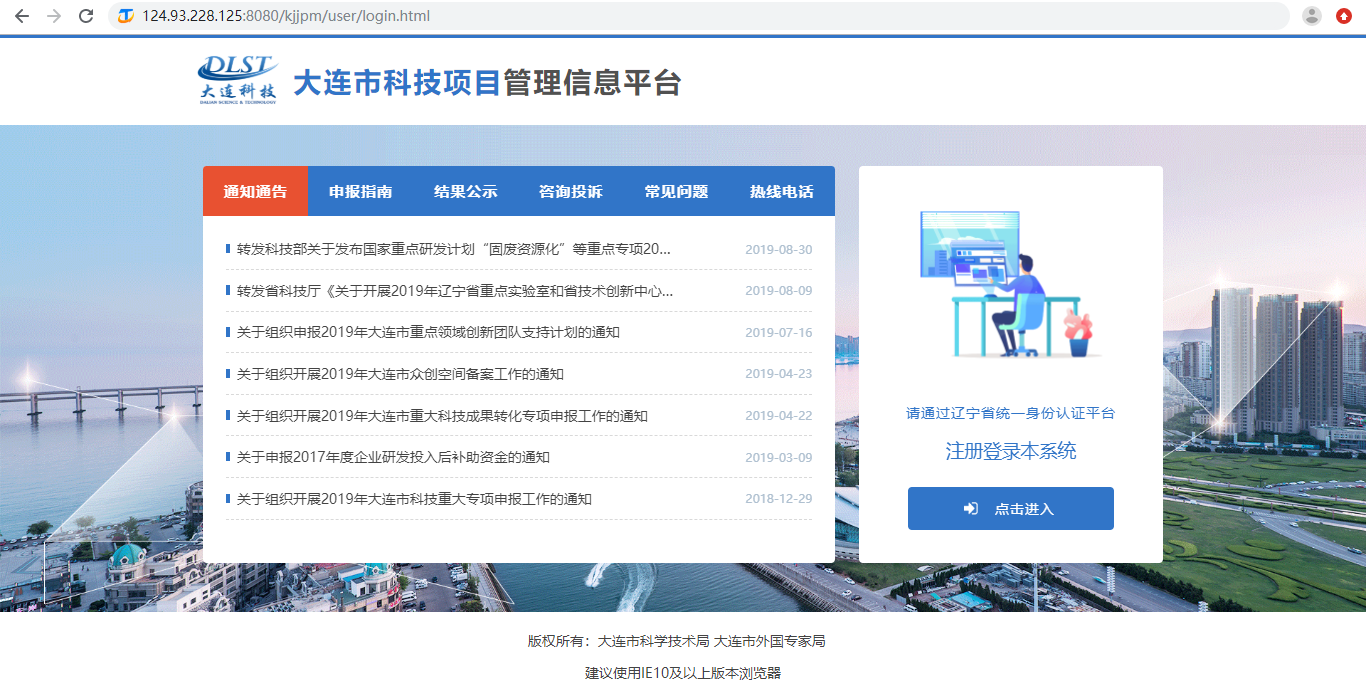 124.93.228.125:8080/kjjpm/user/login.html
DLST
大连科技
DALIAN SCIENCE & TECHNOLOGY
大连市科技项目管理信息平台
通知通告 申报指南 结果公示 咨询投诉 常见问题 热线电话
转发科技部关于发布国家重点研发计划“固废资源化”等重点专项20... 2019-08-30
转发省科技厅《关于开展2019年辽宁省重点实验室和省技术创新中心... 2019-08-09
关于组织申报2019年大连市重点领域创新团队支持计划的通知 2019-07-16
关于组织开展2019年大连市众创空间备案工作的通知 2019-04-23
关于组织开展2019年大连市重大科技成果转化专项申报工作的通知 2019-04-22
关于申报2017年度企业研发投入后补助资金的通知 2019-03-09
关于组织开展2019年大连市科技重大专项申报工作的通知 2018-12-29
请通过辽宁省统一身份认证平台
注册登录本系统
点击进入
版权所有：大连市科学技术局 大连市外国专家局
建议使用IE10及以上版本浏览器